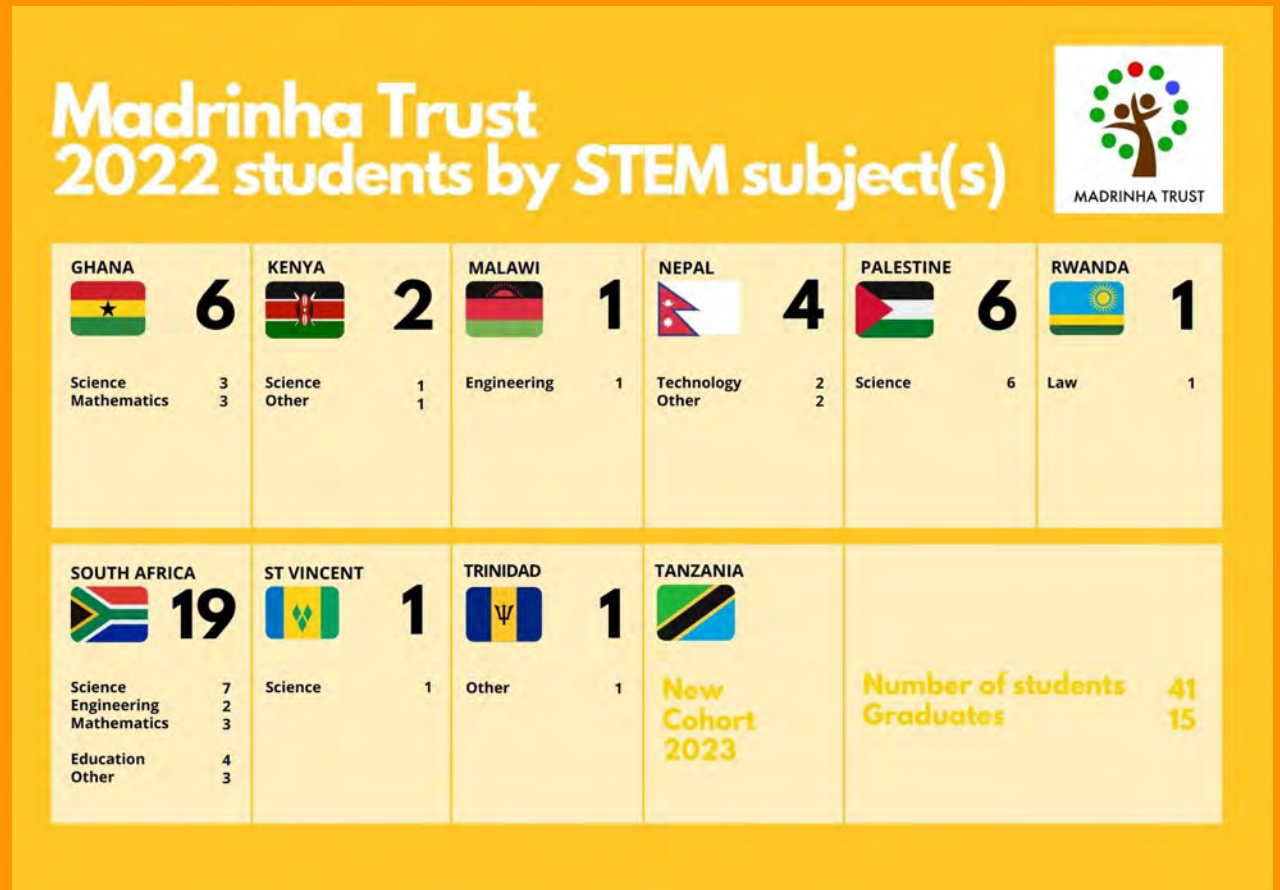 Madrinha Trust
2022 students by STEM subject(s)
MADRINHA TRUST
GHANA
6
Science 3
Mathematics 3
KENYA
2
Science 1
Other 1
MALAWI
1
Engineering 1
NEPAL
4
Technology 2
Other 2
PALESTINE
6
Science 6
RWANDA
1
Law 1
SOUTH AFRICA
19
Science 7
Engineering 2
Mathematics 3
Education 4
Other 3
ST VINCENT
1
Science 1
TRINIDAD
1
Other 1
TANZANIA
New
Cohort
2023
Number of students 41
Graduates 15